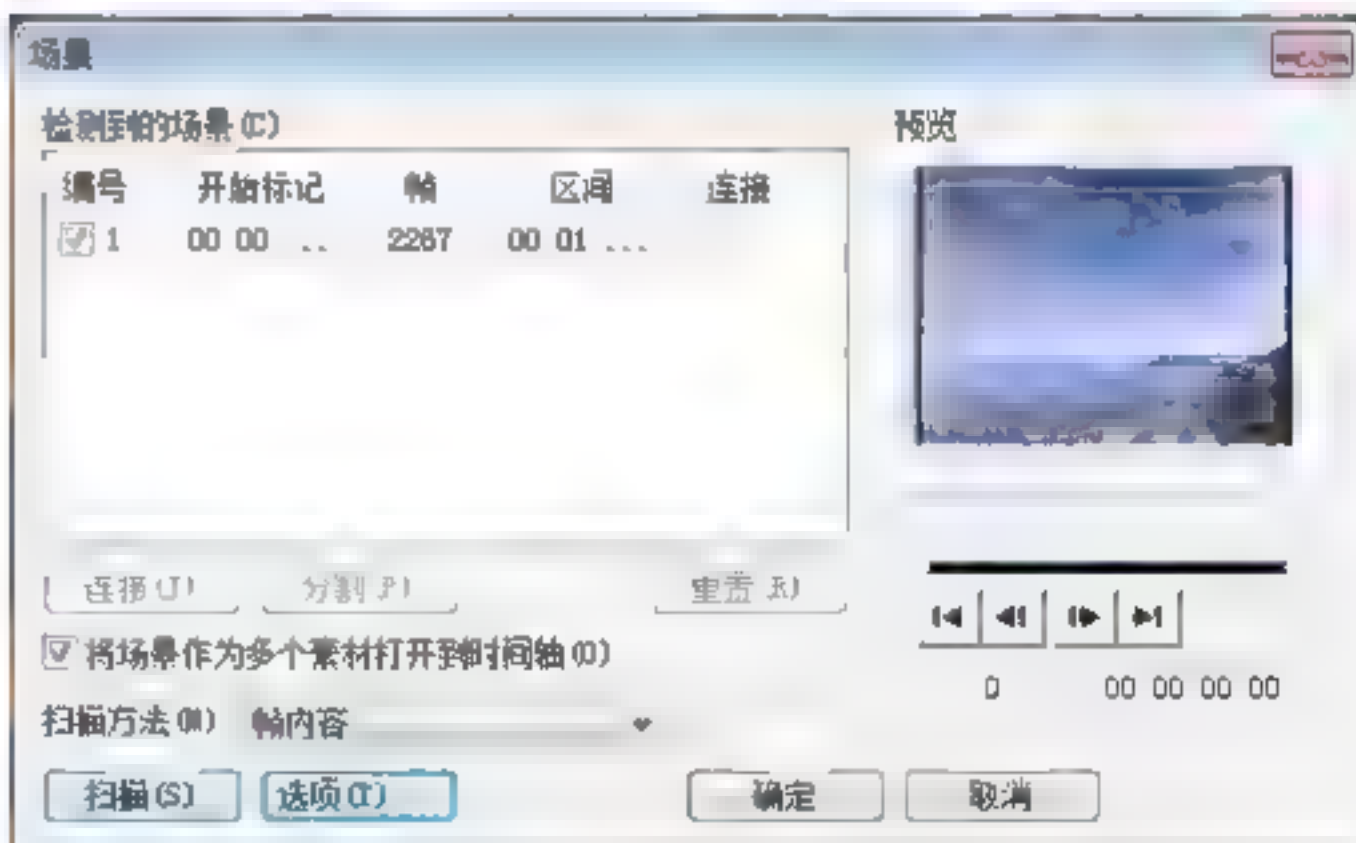 场景
检测到的场景(C)
预览
编号 开始标记 帧 区间 连接
1 00 00 .. 2267 00 01 ...
连接(J) 分割 重置 R)
将场景作为多个素材打开到时间轴(O)
0 00 00 00 00
扫描方法(M) 帧内容
扫描(S) 选项(T) 确定 取消